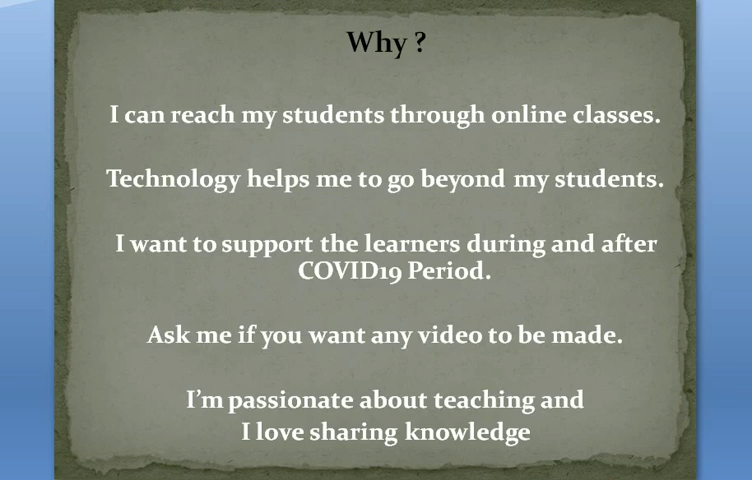 Why ?
I can reach my students through online classes.
Technology helps me to go beyond my students.
I want to support the learners during and after
COVID19 Period.
Ask me if you want any video to be made.
I'm passionate about teaching and
I love sharing knowledge